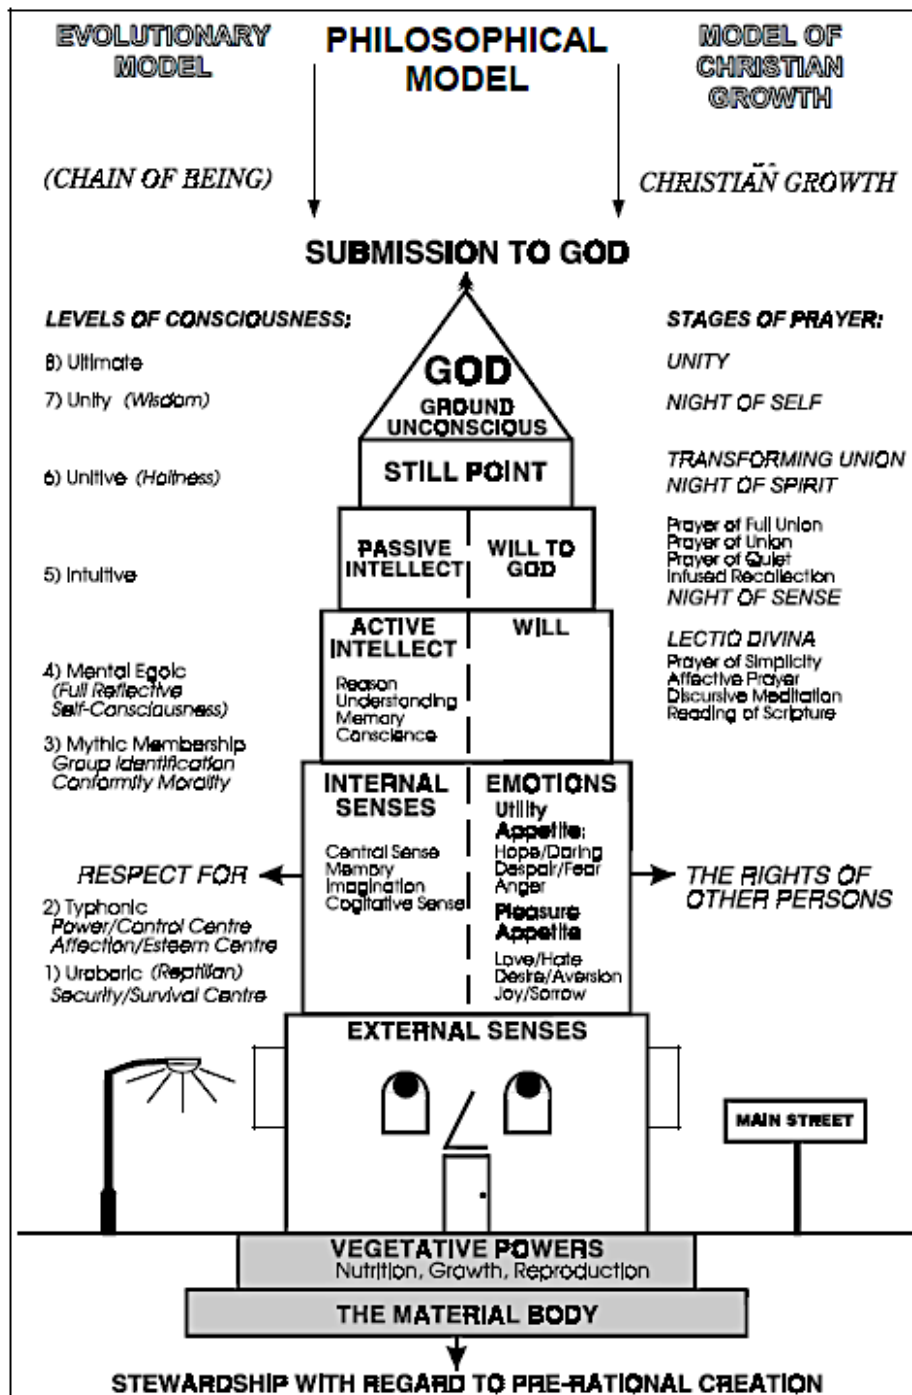 EVOLUTIONARY
MODEL
PHILOSOPHICAL
MODEL
MODEL OF
CHRISTIAN
GROWTH
(CHAIN OF BEING)
CHRISTIAN GROWTH
SUBMISSION TO GOD
LEVELS OF CONSCIOUSNESS:
8) Ultimate
7) Unity (Wisdom)
6) Unitive (Haitness)
5) Intuitive
4) Mental Egoic
(Full Reflective
Self-Consciausness)
3) Mythic Membership
Group Identification
Conformity Morality
RESPECT FOR
2) Typhonic
Power/Control Centre
Affection/Esteem Centre
1) Uroboric (Reptilian)
Security/Survival Centre
GOD
GROUND
UNCONSCIOUS
STILL POINT
PASSIVE
INTELLECT
WILL TO
GOD
ACTIVE
INTELLECT
Reason
Understanding
Memory
Conscience
WILL
INTERNAL
SENSES
Central Sense
Memory
Imagination
Cogitative Sense
EMOTIONS
Utility
Appetite:
Hope/Daring
Despair/Fear
Anger
Pleasure
Appetite
Love/Hate
Desire/Aversion
Joy/Sorrow
STAGES OF PRAYER:
UNITY
NIGHT OF SELF
TRANSFORMING UNION
NIGHT OF SPIRIT
Prayer of Full Union
Prayer of Union
Prayer of Quiet
Infused Recollection
NIGHT OF SENSE
LECTIO DIVINA
Prayer of Simplicity
Affective Prayer
Discursive Meditation
Reading of Scripture
THE RIGHTS OF
OTHER PERSONS
EXTERNAL SENSES
MAIN STREET
VEGETATIVE POWERS
Nutrition, Growth, Reproduction
THE MATERIAL BODY
STEWARDSHIP WITH REGARD TO PRE-RATIONAL CREATION